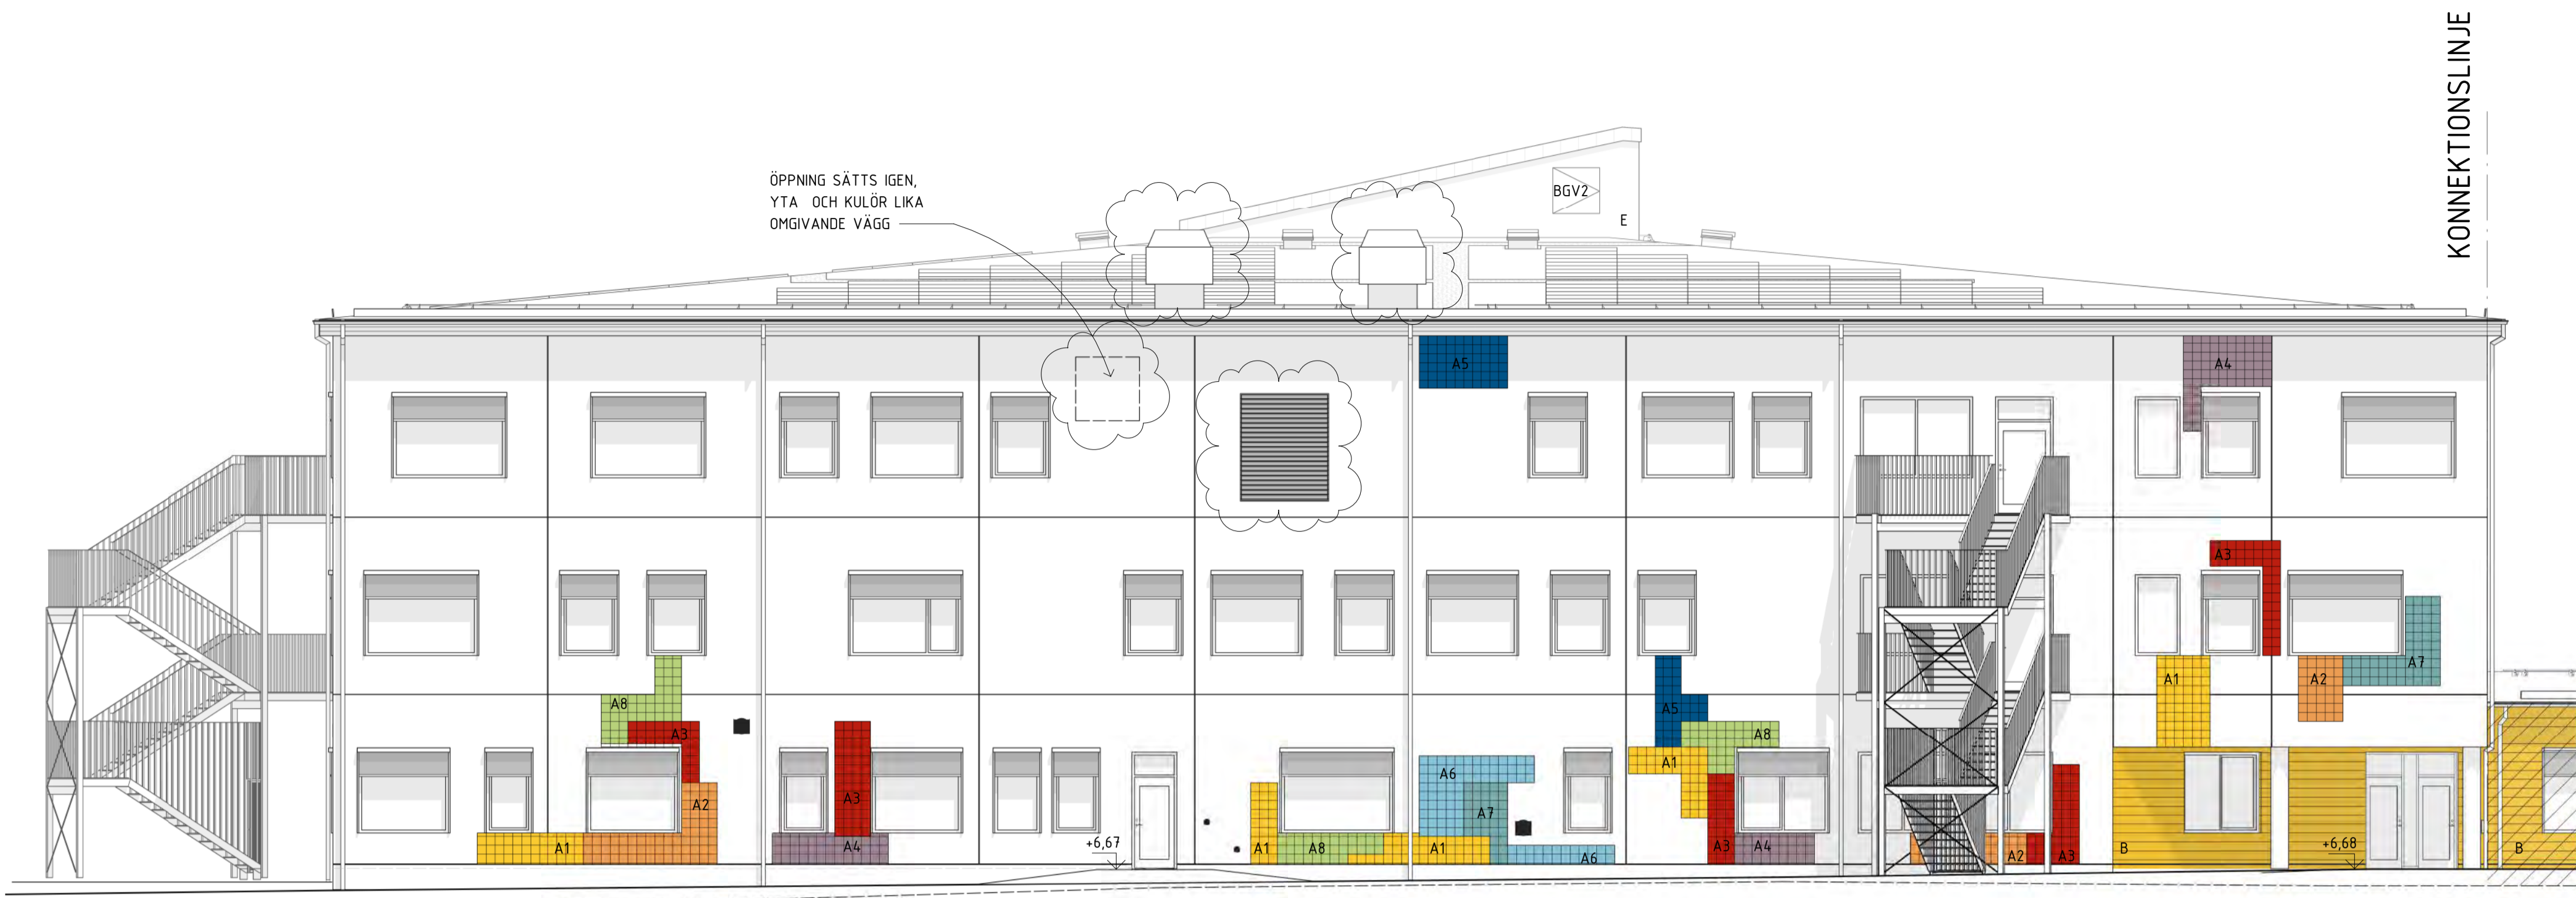 KONNEKTIONSLINJE
ÖPPNING SÄTTS IGEN,
YTA OCH KULÖR LIKA
OMGIVANDE VÄGG
BGV2
E
A5
A4
A3
A1
A2
A7
A8
A3
A2
A1
A3
A4
+6,67
A1
A8
A1
A6
A7
A6
A5
A8
A1
A3
A4
A2
A3
B
+6,68
B